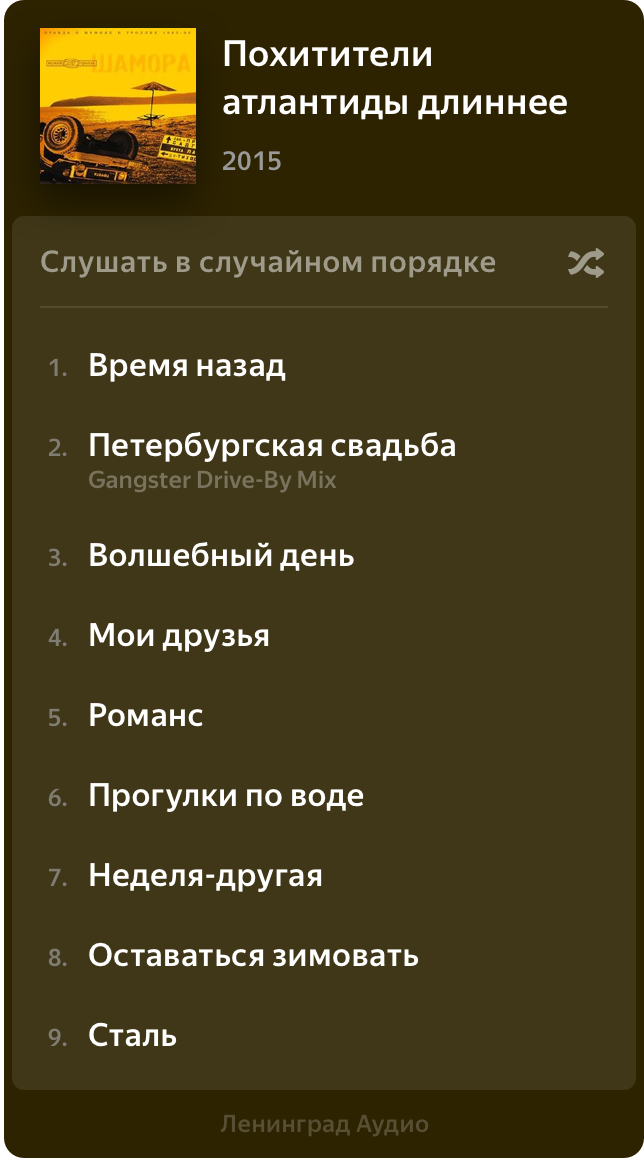 ШАМОРА
Похитители
атлантиды длиннее
2015
Слушать в случайном порядке
1. Время назад
2. Петербургская свадьба
Gangster Drive-By Mix
3. Волшебный день
4. Мои друзья
5. Романс
6. Прогулки по воде
7. Неделя-другая
8. Оставаться зимовать
9. Сталь
Ленинград Аудио